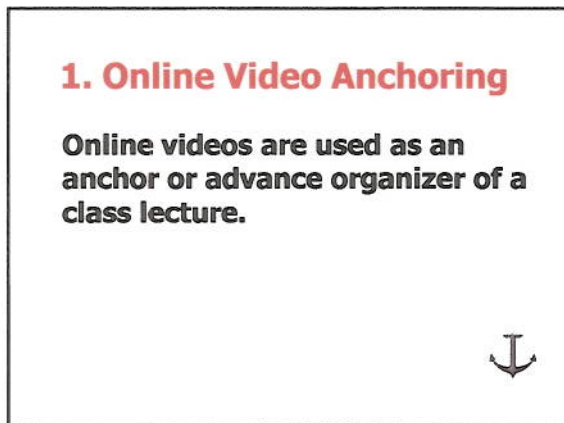 1. Online Video Anchoring
Online videos are used as an
anchor or advance organizer of a
class lecture.